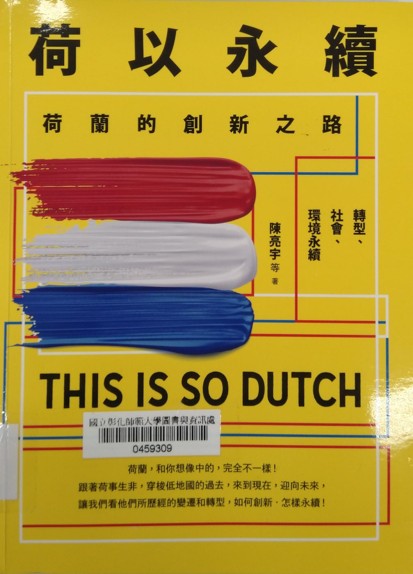 荷以永續
荷蘭的創新之路
轉型、
社會、
環境永續
陳亮宇 等 著
THIS IS SO DUTCH
國立彰化師範大學圖書與資訊處
0459309
荷蘭，和你想像中的，完全不一樣！
跟著荷事生非，穿梭低地國的過去，來到現在，迎向未來，
讓我們看他們所歷經的變遷和轉型，如何創新．怎樣永續！